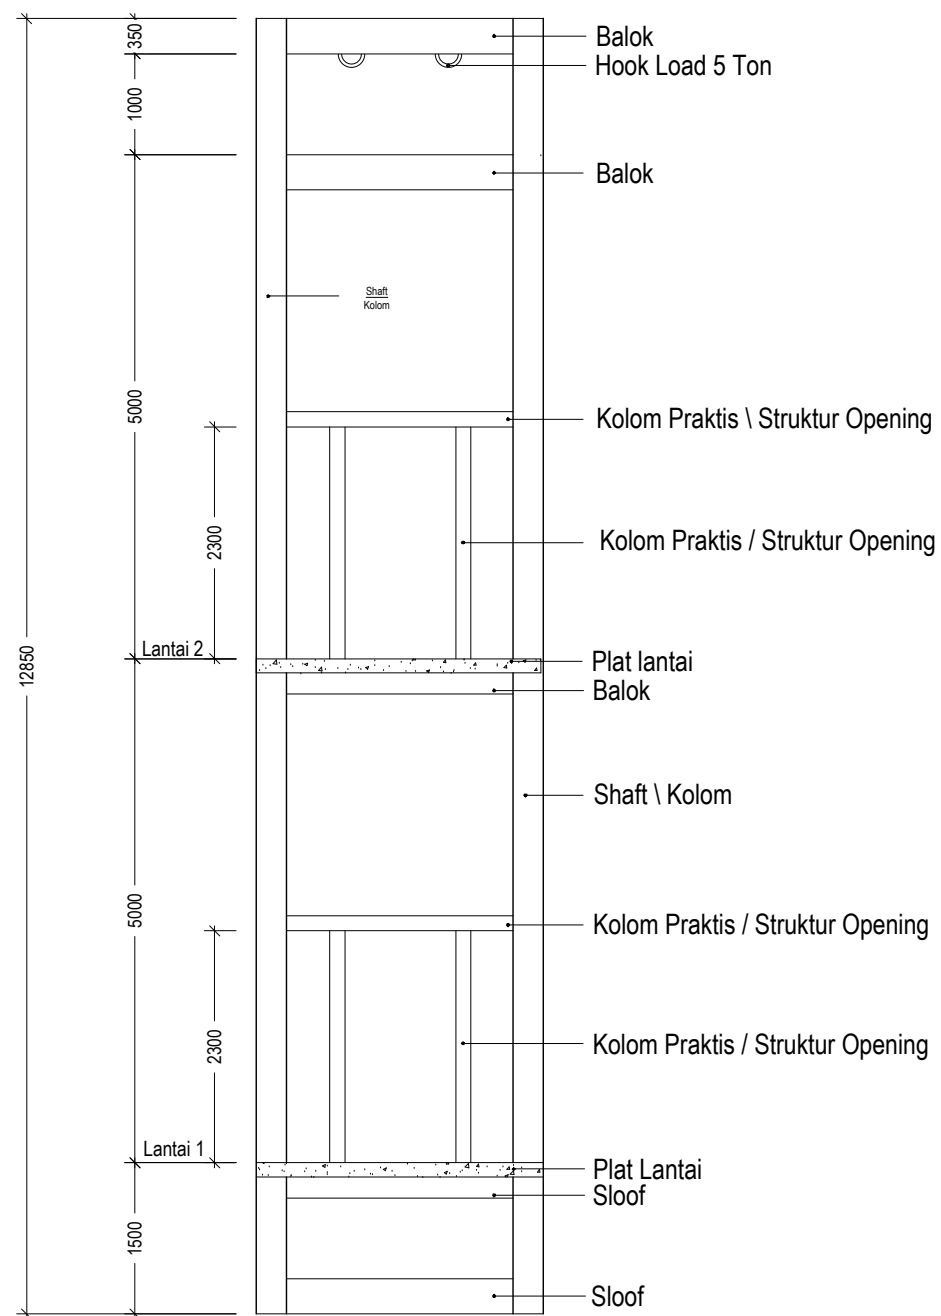 350
Balok
Hook Load 5 Ton
1000
Balok
Shaft
Kolom
5000
Kolom Praktis \ Struktur Opening
2300
Kolom Praktis / Struktur Opening
Lantai 2
Plat lantai
12850
Balok
Shaft \ Kolom
5000
Kolom Praktis / Struktur Opening
2300
Kolom Praktis / Struktur Opening
Lantai 1
Plat Lantai
Sloof
1500
Sloof